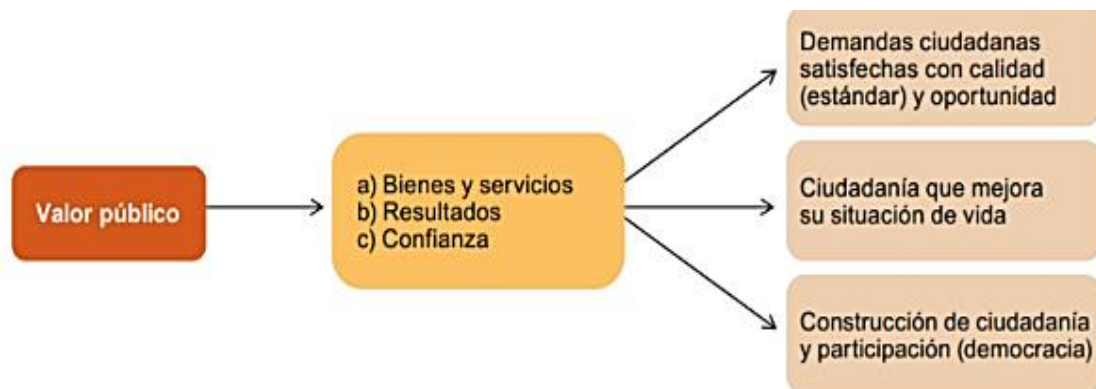 Valor público
a) Bienes y servicios
b) Resultados
c) Confianza
Demandas ciudadanas
satisfechas con calidad
(estándar) y oportunidad
Ciudadanía que mejora
su situación de vida
Construcción de ciudadanía
y participación (democracia)